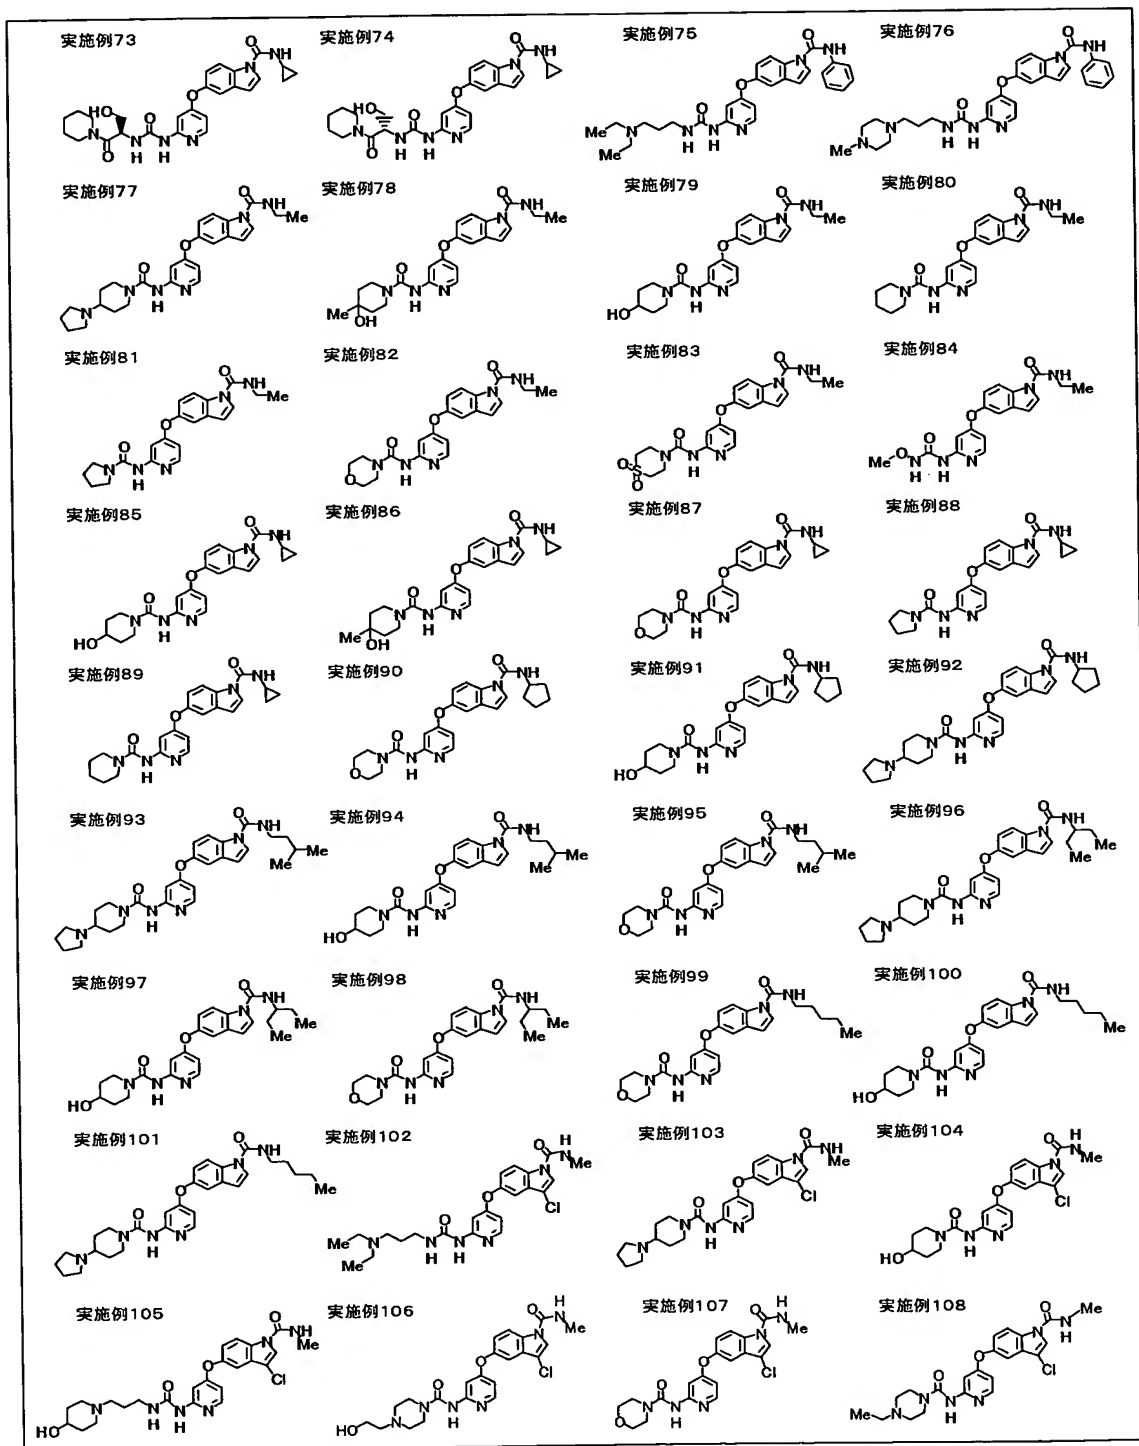 実施例73 実施例74 実施例75 実施例76
実施例77 実施例78 実施例79 実施例80
実施例81 実施例82 実施例83 実施例84
実施例85 実施例86 実施例87 実施例88
実施例89 実施例90 実施例91 実施例92
実施例93 実施例94 実施例95 実施例96
実施例97 実施例98 実施例99 実施例100
実施例101 実施例102 実施例103 実施例104
実施例105 実施例106 実施例107 実施例108